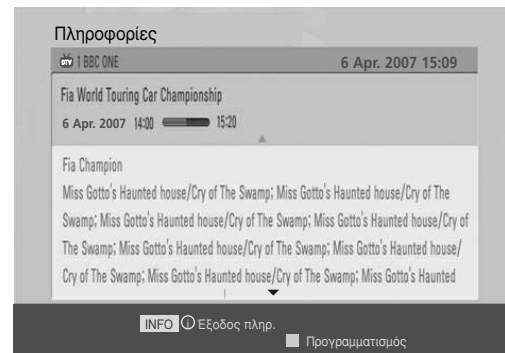 Πληροφορίες
DTV 1 BBC ONE 6 Apr. 2007 15:09
Fia World Touring Car Championship
6 Apr. 2007 14:00 15:20
Fia Champion
Miss Gotto's Haunted house/Cry of The Swamp; Miss Gotto's Haunted house/Cry of The
Swamp; Miss Gotto's Haunted house/Cry of The Swamp; Miss Gotto's Haunted house/Cry of
The Swamp; Miss Gotto's Haunted house/Cry of The Swamp; Miss Gotto's Haunted house/
Cry of The Swamp; Miss Gotto's Haunted house/Cry of The Swamp; Miss Gotto's Haunted
INFO ⓘ Έξοδος πληρ.
Προγραμματισμός